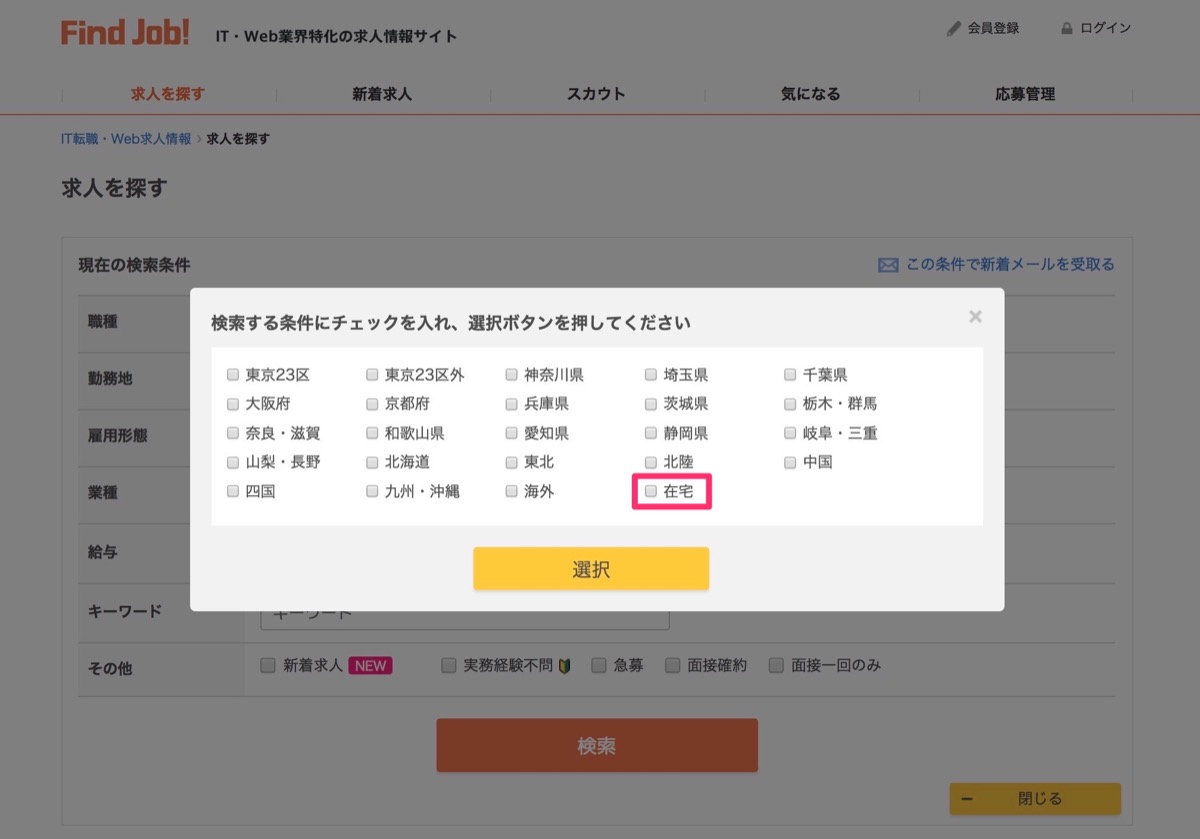 Find Job! IT・Web業界特化の求人情報サイト 会員登録 ログイン
求人を探す 新着求人 スカウト 気になる 応募管理
IT転職・Web求人情報 › 求人を探す
求人を探す
現在の検索条件 この条件で新着メールを受取る
職種
勤務地
雇用形態
業種
給与
検索する条件にチェックを入れ、選択ボタンを押してください ×
東京23区 東京23区外 神奈川県 埼玉県 千葉県
大阪府 京都府 兵庫県 茨城県 栃木・群馬
奈良・滋賀 和歌山県 愛知県 静岡県 岐阜・三重
山梨・長野 北海道 東北 北陸 中国
四国 九州・沖縄 海外 在宅
選択
キーワード キーワード
その他 新着求人 NEW 実務経験不問 急募 面接確約 面接一回のみ
検索
− 閉じる